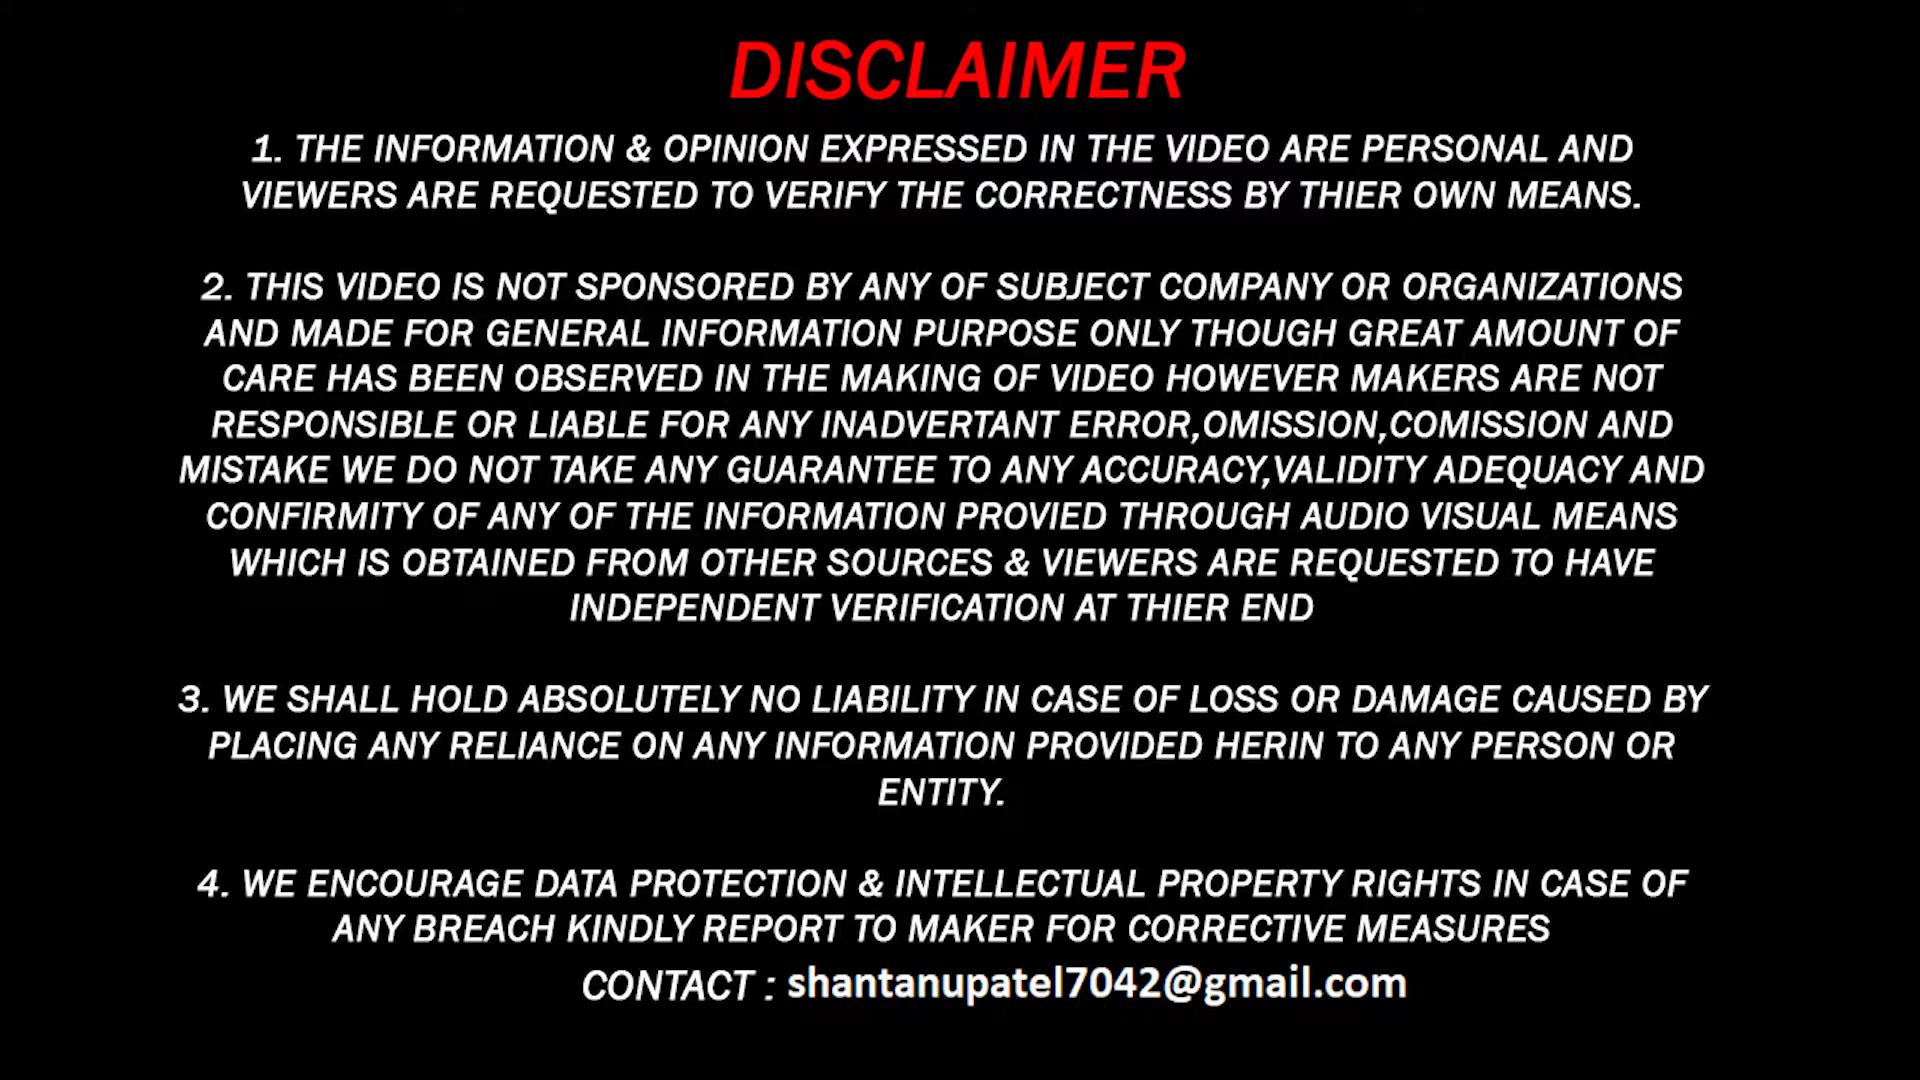 DISCLAIMER
1. THE INFORMATION & OPINION EXPRESSED IN THE VIDEO ARE PERSONAL AND
VIEWERS ARE REQUESTED TO VERIFY THE CORRECTNESS BY THIER OWN MEANS.
2. THIS VIDEO IS NOT SPONSORED BY ANY OF SUBJECT COMPANY OR ORGANIZATIONS
AND MADE FOR GENERAL INFORMATION PURPOSE ONLY THOUGH GREAT AMOUNT OF
CARE HAS BEEN OBSERVED IN THE MAKING OF VIDEO HOWEVER MAKERS ARE NOT
RESPONSIBLE OR LIABLE FOR ANY INADVERTANT ERROR,OMISSION,COMISSION AND
MISTAKE WE DO NOT TAKE ANY GUARANTEE TO ANY ACCURACY,VALIDITY ADEQUACY AND
CONFIRMITY OF ANY OF THE INFORMATION PROVIED THROUGH AUDIO VISUAL MEANS
WHICH IS OBTAINED FROM OTHER SOURCES & VIEWERS ARE REQUESTED TO HAVE
INDEPENDENT VERIFICATION AT THIER END
3. WE SHALL HOLD ABSOLUTELY NO LIABILITY IN CASE OF LOSS OR DAMAGE CAUSED BY
PLACING ANY RELIANCE ON ANY INFORMATION PROVIDED HERIN TO ANY PERSON OR
ENTITY.
4. WE ENCOURAGE DATA PROTECTION & INTELLECTUAL PROPERTY RIGHTS IN CASE OF
ANY BREACH KINDLY REPORT TO MAKER FOR CORRECTIVE MEASURES
CONTACT : shantanupatel7042@gmail.com